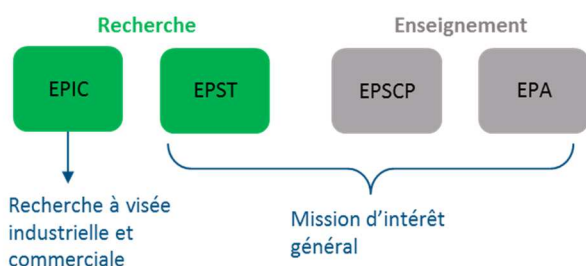 Recherche
Enseignement
EPIC
EPST
EPSCP
EPA
Recherche à visée
industrielle et
commerciale
Mission d'intérêt
général